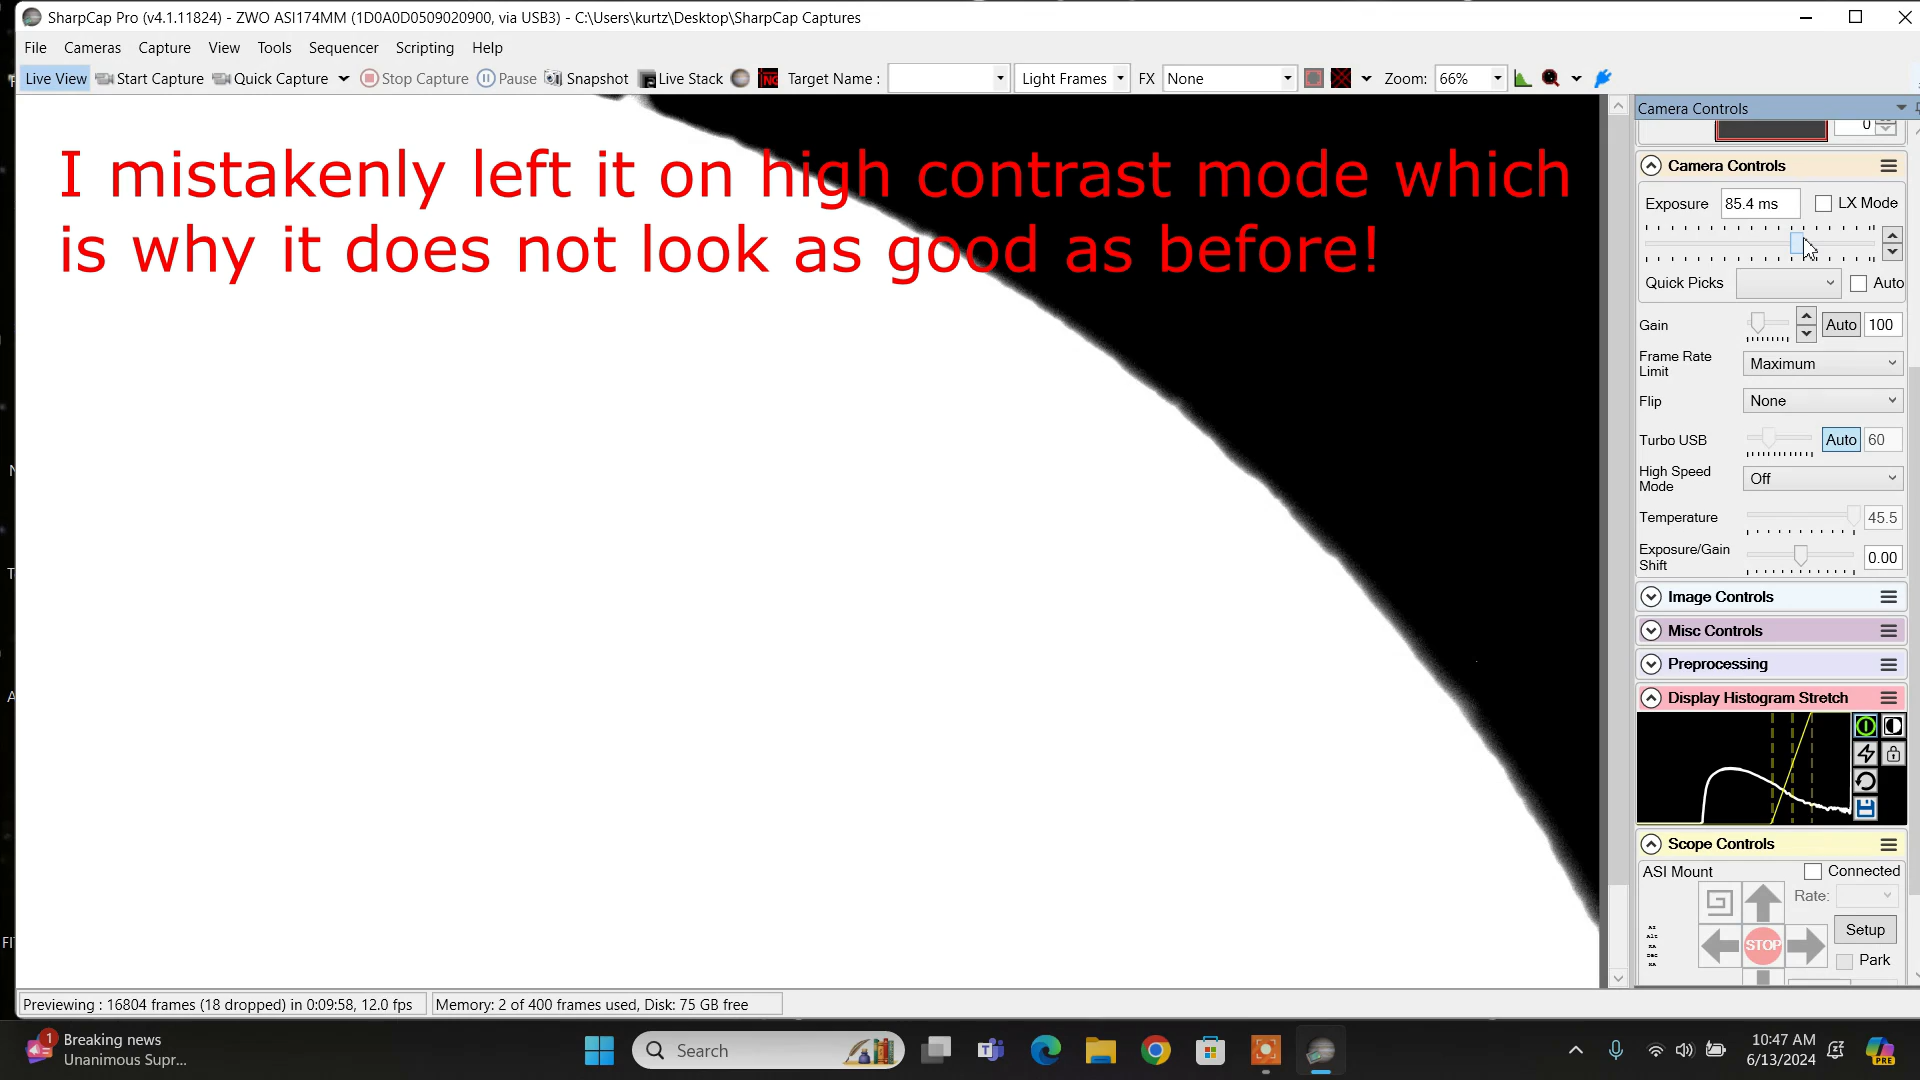 SharpCap Pro (v4.1.11824) - ZWO ASI174MM (1D0A0D0509020900, via USB3) - C:\Users\kurtz\Desktop\SharpCap Captures
File Cameras Capture View Tools Sequencer Scripting Help
Live View Start Capture Quick Capture Stop Capture Pause Snapshot Live Stack Target Name : Light Frames FX None Zoom: 66%
I mistakenly left it on high contrast mode which
is why it does not look as good as before!
Camera Controls
0
Camera Controls
Exposure 85.4 ms LX Mode
Quick Picks Auto
Gain Auto 100
Frame Rate
Limit Maximum
Flip None
Turbo USB Auto 60
High Speed
Mode Off
Temperature 45.5
Exposure/Gain
Shift 0.00
Image Controls
Misc Controls
Preprocessing
Display Histogram Stretch
Scope Controls
ASI Mount Connected
Rate:
Setup
STOP
Park
Previewing : 16804 frames (18 dropped) in 0:09:58, 12.0 fps Memory: 2 of 400 frames used, Disk: 75 GB free
1 Breaking news
Unanimous Supr...
Search
10:47 AM
6/13/2024
PRE